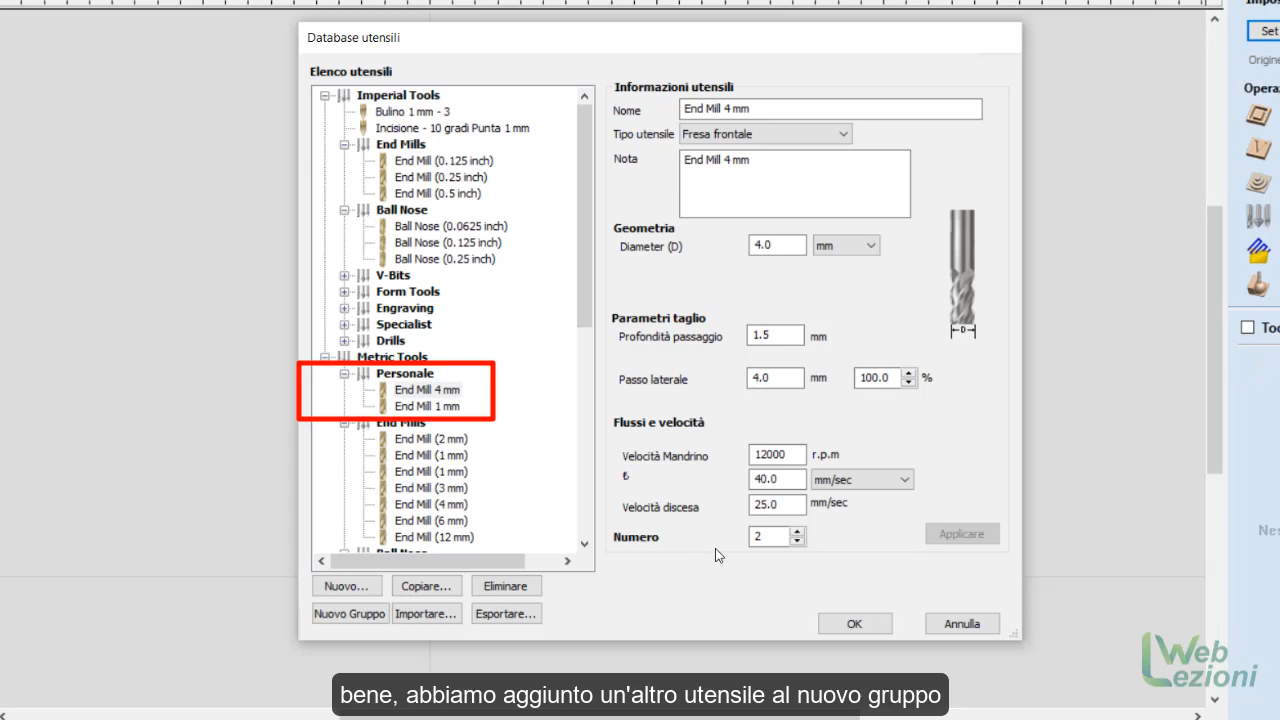 Database utensili
Elenco utensili
Imperial Tools
Bulino 1 mm - 3
Incisione - 10 gradi Punta 1 mm
End Mills
End Mill (0.125 inch)
End Mill (0.25 inch)
End Mill (0.5 inch)
Ball Nose
Ball Nose (0.0625 inch)
Ball Nose (0.125 inch)
Ball Nose (0.25 inch)
V-Bits
Form Tools
Engraving
Specialist
Drills
Metric Tools
Personale
End Mill 4 mm
End Mill 1 mm
End Mills
End Mill (2 mm)
End Mill (1 mm)
End Mill (1 mm)
End Mill (3 mm)
End Mill (4 mm)
End Mill (6 mm)
End Mill (12 mm)
Ball Nose
Nuovo... Copiare... Eliminare
Nuovo Gruppo Importare... Esportare...
Informazioni utensili
Nome End Mill 4 mm
Tipo utensile Fresa frontale
Nota End Mill 4 mm
Geometria
Diameter (D) 4.0 mm
D
Parametri taglio
Profondità passaggio 1.5 mm
Passo laterale 4.0 mm 100.0 %
Flussi e velocità
Velocità Mandrino 12000 r.p.m
₺ 40.0 mm/sec
Velocità discesa 25.0 mm/sec
Numero 2 Applicare
OK Annulla
Set
Origine
Web
Lezioni
bene, abbiamo aggiunto un'altro utensile al nuovo gruppo